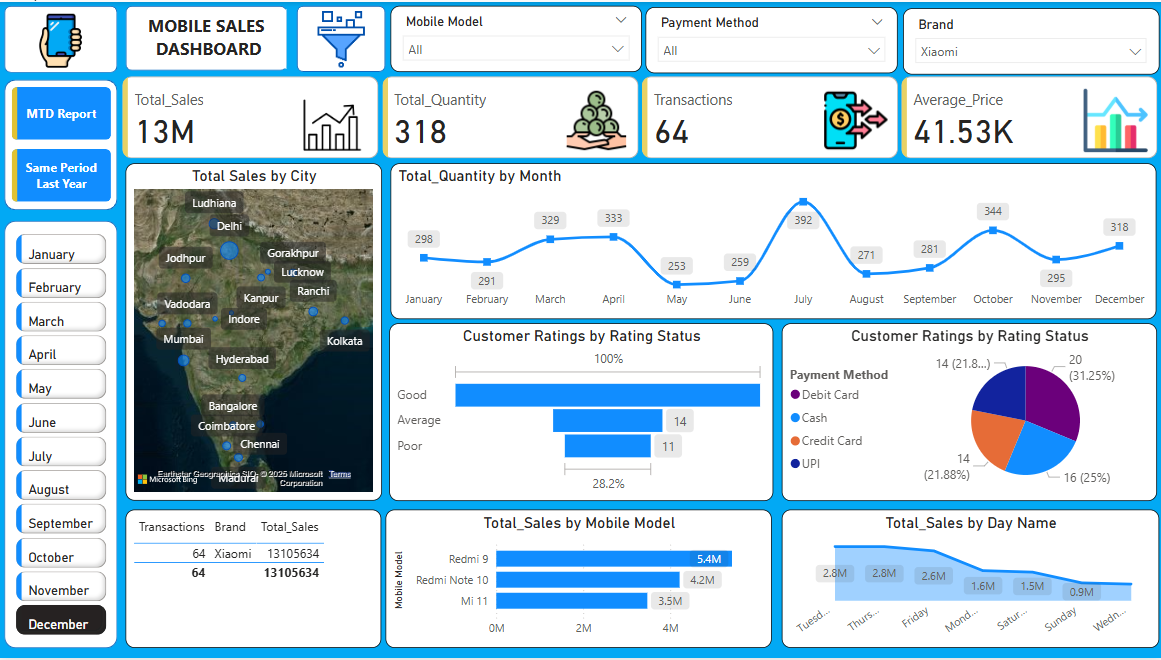 MOBILE SALES
DASHBOARD
Mobile Model
All
Payment Method
All
Brand
Xiaomi
MTD Report
Same Period
Last Year
Total_Sales
13M
Total_Quantity
318
Transactions
64
Average_Price
41.53K
January
February
March
April
May
June
July
August
September
October
November
December
Total Sales by City
Ludhiana
Delhi
Jodhpur
Gorakhpur
Lucknow
Kanpur
Ranchi
Vadodara
Indore
Mumbai
Kolkata
Hyderabad
Bangalore
Coimbatore
Chennai
Madurai
Microsoft Bing
Earthstar Geographics SIO, © 2025 Microsoft Corporation
Terms
Total_Quantity by Month
298
291
329
333
253
259
392
271
281
344
295
318
January
February
March
April
May
June
July
August
September
October
November
December
Customer Ratings by Rating Status
100%
Good
Average
14
Poor
11
28.2%
Customer Ratings by Rating Status
Payment Method
Debit Card
Cash
Credit Card
UPI
14 (21.8...)
20
(31.25%)
14
(21.88%)
16 (25%)
Transactions Brand Total_Sales
64 Xiaomi 13105634
64 13105634
Total_Sales by Mobile Model
Mobile Model
Redmi 9
5.4M
Redmi Note 10
4.2M
Mi 11
3.5M
0M
2M
4M
Total_Sales by Day Name
2.8M
2.8M
2.6M
1.6M
1.5M
0.9M
Tuesd...
Thurs...
Friday
Mond...
Satur...
Sunday
Wedn...